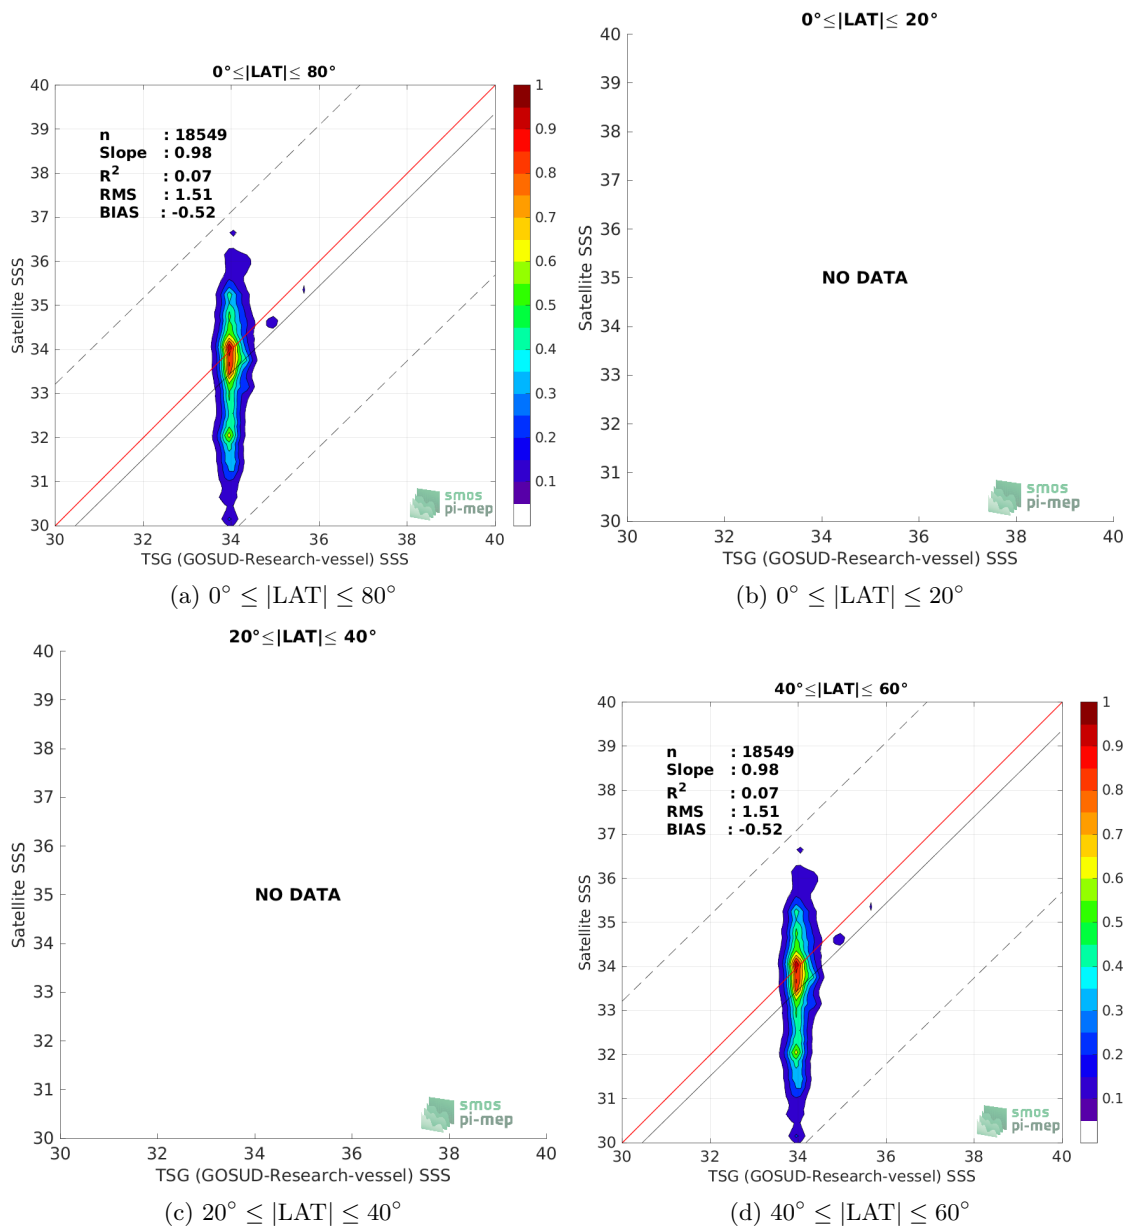 0°≤|LAT|≤ 80°
40
39
38
37
36
35
34
33
32
31
30
Satellite SSS
n : 18549
Slope : 0.98
R² : 0.07
RMS : 1.51
BIAS : -0.52
1
0.9
0.8
0.7
0.6
0.5
0.4
0.3
0.2
0.1
smos
pi-mep
30 32 34 36 38 40
TSG (GOSUD-Research-vessel) SSS
(a) 0° ≤ |LAT| ≤ 80°
0°≤|LAT|≤ 20°
40
39
38
37
36
35
34
33
32
31
30
Satellite SSS
NO DATA
smos
pi-mep
30 32 34 36 38 40
TSG (GOSUD-Research-vessel) SSS
(b) 0° ≤ |LAT| ≤ 20°
20°≤|LAT|≤ 40°
40
39
38
37
36
35
34
33
32
31
30
Satellite SSS
NO DATA
smos
pi-mep
30 32 34 36 38 40
TSG (GOSUD-Research-vessel) SSS
(c) 20° ≤ |LAT| ≤ 40°
40°≤|LAT|≤ 60°
40
39
38
37
36
35
34
33
32
31
30
Satellite SSS
n : 18549
Slope : 0.98
R² : 0.07
RMS : 1.51
BIAS : -0.52
1
0.9
0.8
0.7
0.6
0.5
0.4
0.3
0.2
0.1
smos
pi-mep
30 32 34 36 38 40
TSG (GOSUD-Research-vessel) SSS
(d) 40° ≤ |LAT| ≤ 60°